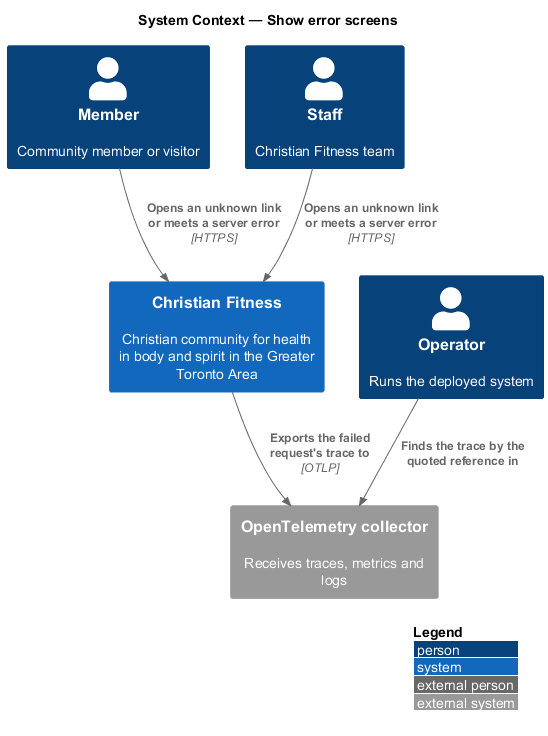 System Context — Show error screens
Member
Community member or visitor
Staff
Christian Fitness team
Opens an unknown link
or meets a server error
[HTTPS]
Opens an unknown link
or meets a server error
[HTTPS]
Christian Fitness
Christian community for health
in body and spirit in the Greater
Toronto Area
Operator
Runs the deployed system
Exports the failed
request's trace to
[OTLP]
Finds the trace by the
quoted reference in
OpenTelemetry collector
Receives traces, metrics and
logs
Legend
person
system
external person
external system